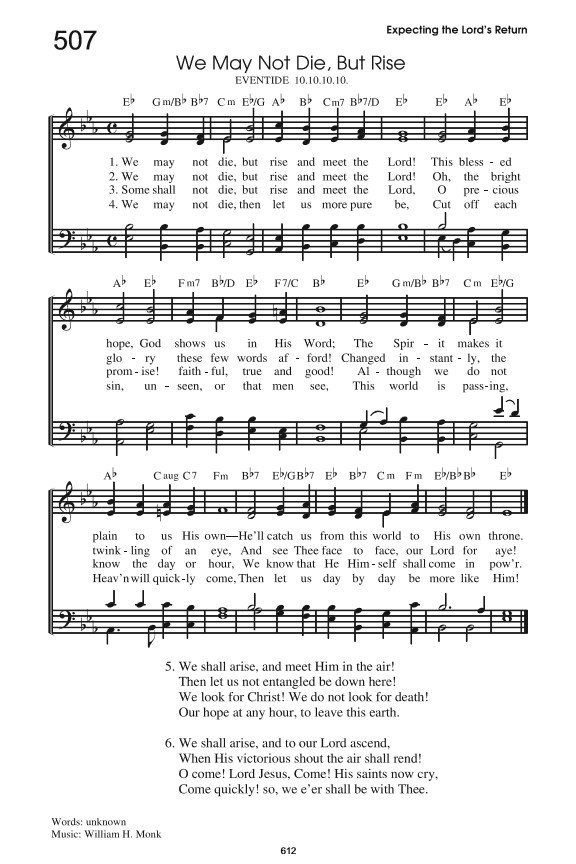 Expecting the Lord's Return
507
We May Not Die, But Rise
EVENTIDE 10.10.10.10.
E♭ Gm/B♭ B♭7 Cm E♭/G A♭ B♭ Cm7 B♭7/D E♭ E♭ A♭ E♭
1. We may not die, but rise and meet the Lord! This bless - ed
2. We may not die, but rise and meet the Lord! Oh, the bright
3. Some shall not die, but rise and meet the Lord, O pre - cious
4. We may not die, then let us more pure be, Cut off each
A♭ E♭ Fm7 B♭/D E♭ F7/C B♭ E♭ Gm/B♭ B♭7 Cm E♭/G
hope, God shows us in His Word; The Spir - it makes it
glo - ry these few words af - ford! Changed in - stant - ly, the
prom - ise! faith - ful, true and good! Al - though we do not
sin, un - seen, or that men see, This world is pass - ing,
A♭ Caug C7 Fm B♭7 E♭/G B♭7 E♭ B♭7 Cm Fm E♭/B♭ B♭ E♭
plain to us His own—He'll catch us from this world to His own throne.
twink - ling of an eye, And see Thee face to face, our Lord for aye!
know the day or hour, We know that He Him - self shall come in pow'r.
Heav'n will quick - ly come, Then let us day by day be more like Him!
5. We shall arise, and meet Him in the air!
Then let us not entangled be down here!
We look for Christ! We do not look for death!
Our hope at any hour, to leave this earth.
6. We shall arise, and to our Lord ascend,
When His victorious shout the air shall rend!
O come! Lord Jesus, Come! His saints now cry,
Come quickly! so, we e'er shall be with Thee.
Words: unknown
Music: William H. Monk
612